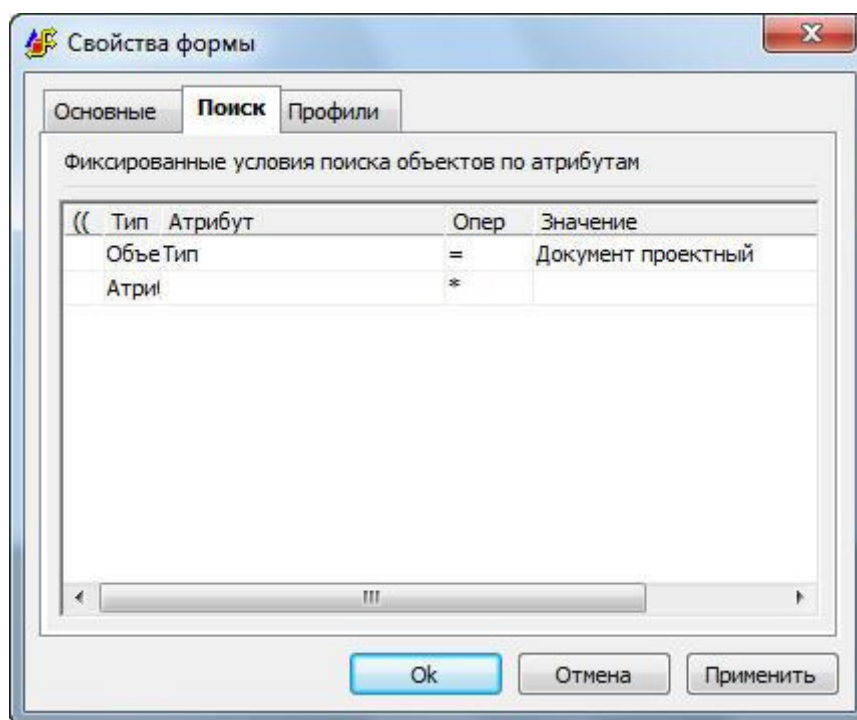 Свойства формы
Основные Поиск Профили
Фиксированные условия поиска объектов по атрибутам
(( Тип Атрибут Опер Значение
Объе Тип = Документ проектный
Атри *
Ok Отмена Применить